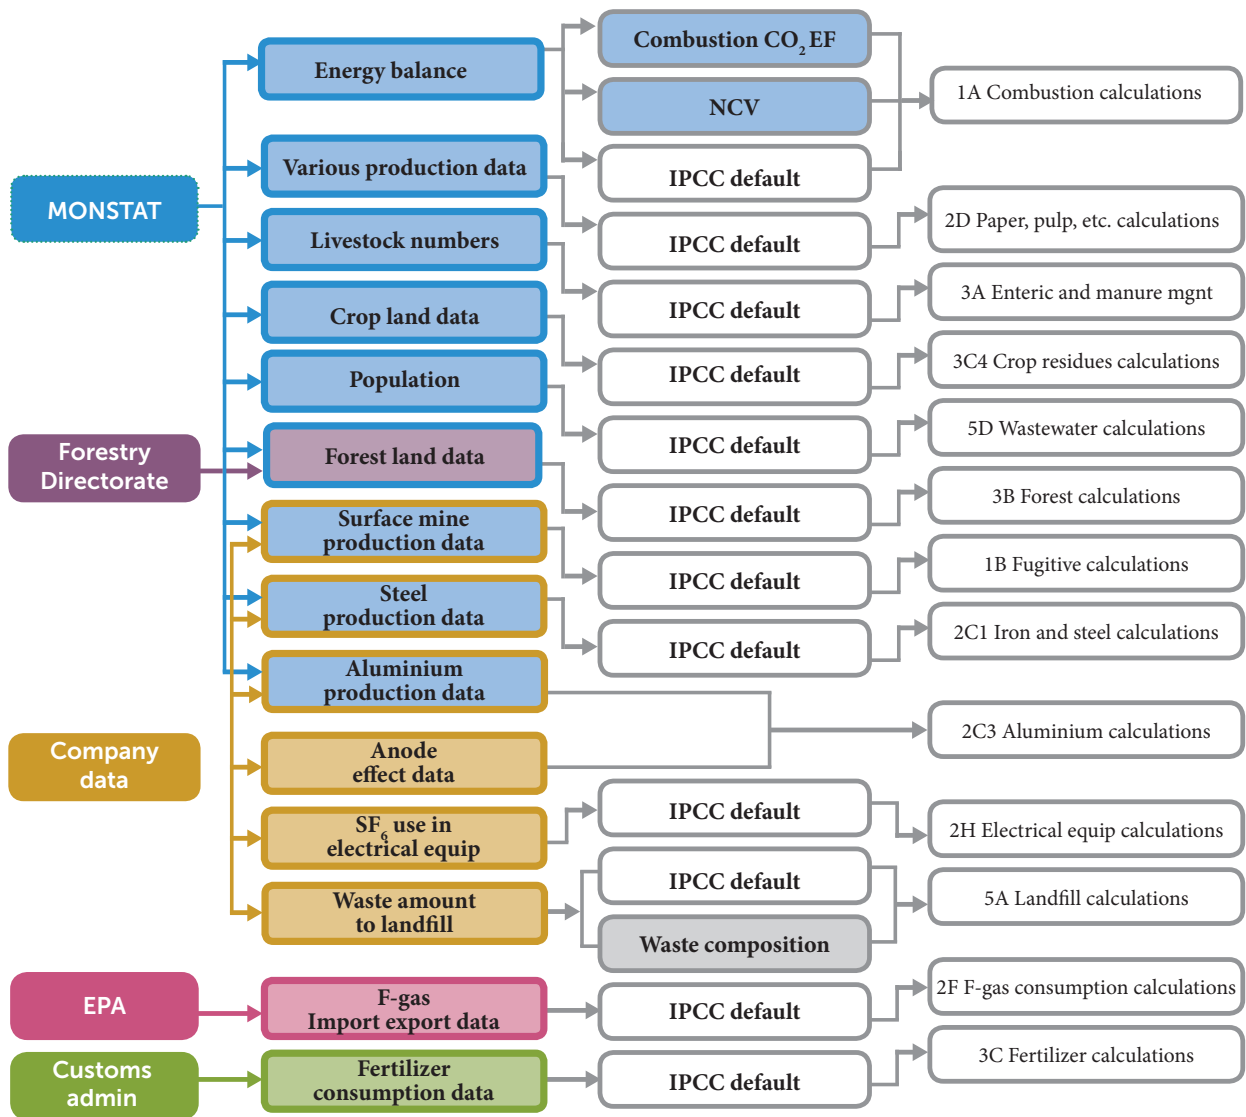 MONSTAT
Forestry
Directorate
Company
data
EPA
Customs
admin
Energy balance
Various production data
Livestock numbers
Crop land data
Population
Forest land data
Surface mine
production data
Steel
production data
Aluminium
production data
Anode
effect data
SF₆ use in
electrical equip
Waste amount
to landfill
F-gas
Import export data
Fertilizer
consumption data
Combustion CO₂ EF
NCV
IPCC default
IPCC default
IPCC default
IPCC default
IPCC default
IPCC default
IPCC default
IPCC default
IPCC default
IPCC default
Waste composition
IPCC default
IPCC default
1A Combustion calculations
2D Paper, pulp, etc. calculations
3A Enteric and manure mgnt
3C4 Crop residues calculations
5D Wastewater calculations
3B Forest calculations
1B Fugitive calculations
2C1 Iron and steel calculations
2C3 Aluminium calculations
2H Electrical equip calculations
5A Landfill calculations
2F F-gas consumption calculations
3C Fertilizer calculations